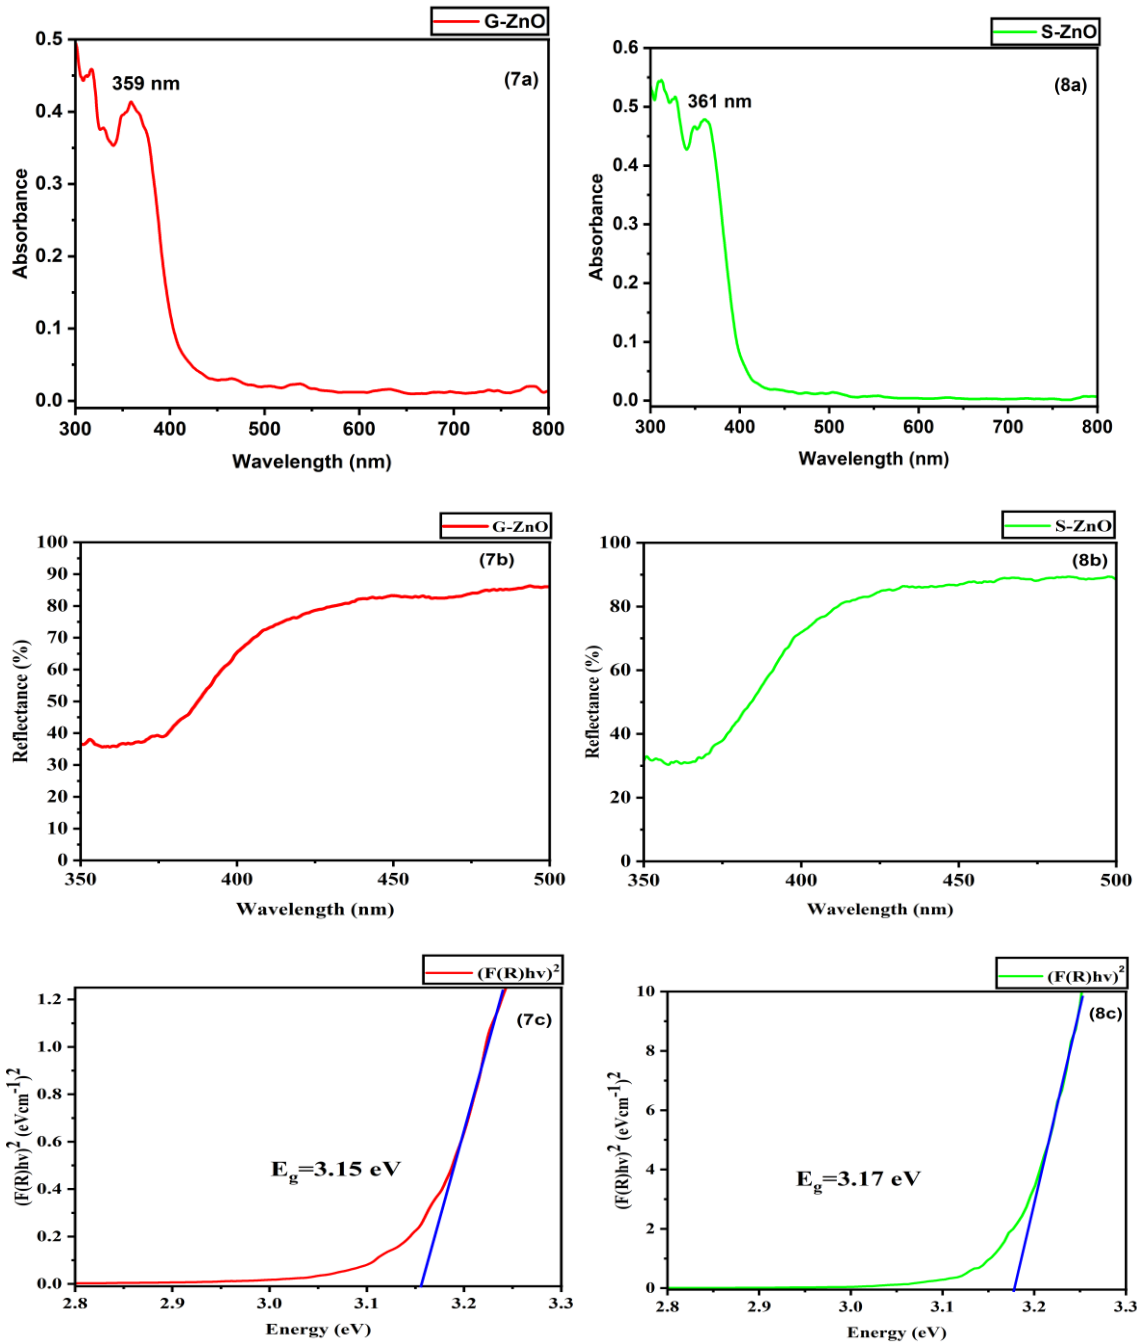 G-ZnO
0.5
0.4
0.3
0.2
0.1
0.0
Absorbance
359 nm
(7a)
300 400 500 600 700 800
Wavelength (nm)
S-ZnO
0.6
0.5
0.4
0.3
0.2
0.1
0.0
Absorbance
361 nm
(8a)
300 400 500 600 700 800
Wavelength (nm)
G-ZnO
100
90
80
70
60
50
40
30
20
10
0
Reflectance (%)
(7b)
350 400 450 500
Wavelength (nm)
S-ZnO
100
80
60
40
20
0
Reflectance (%)
(8b)
350 400 450 500
Wavelength (nm)
(F(R)hv)²
1.2
1.0
0.8
0.6
0.4
0.2
0.0
(F(R)hv)² (eVcm⁻¹)²
(7c)
E_g=3.15 eV
2.8 2.9 3.0 3.1 3.2 3.3
Energy (eV)
(F(R)hv)²
10
8
6
4
2
0
(F(R)hv)² (eVcm⁻¹)²
(8c)
E_g=3.17 eV
2.8 2.9 3.0 3.1 3.2 3.3
Energy (eV)